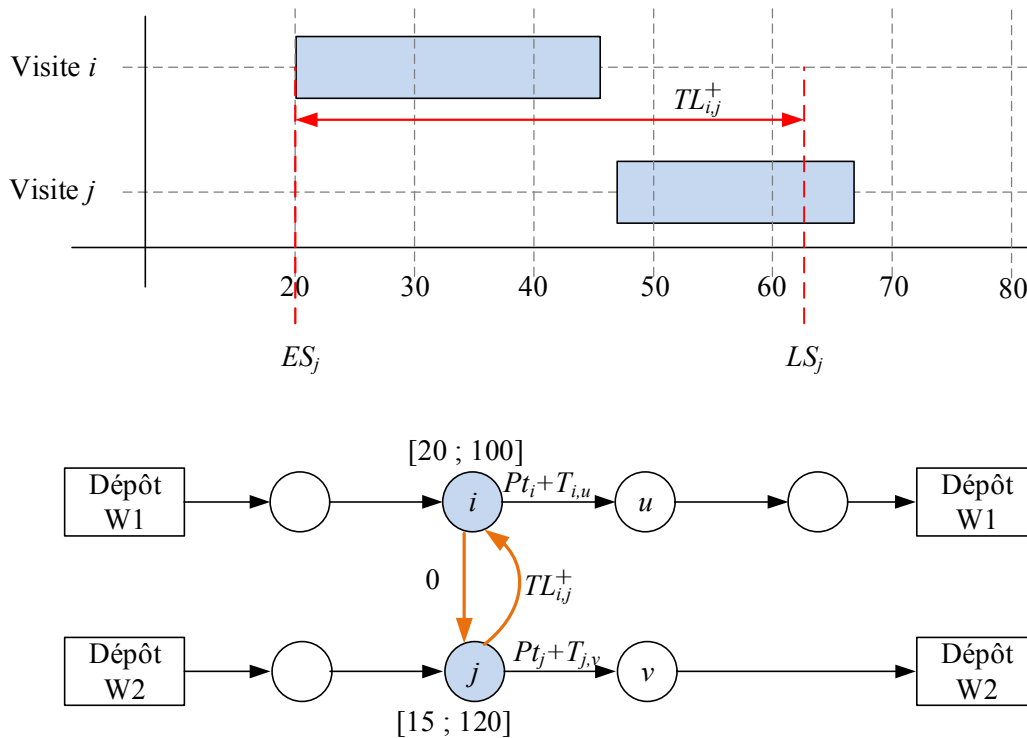 Visite i
TL⁺i,j
Visite j
20 30 40 50 60 70 80
ESj LSj
[20 ; 100]
Dépôt W1
i
Pti+Ti,u
u
Dépôt W1
0
TL⁺i,j
Dépôt W2
j
Ptj+Tj,v
v
Dépôt W2
[15 ; 120]